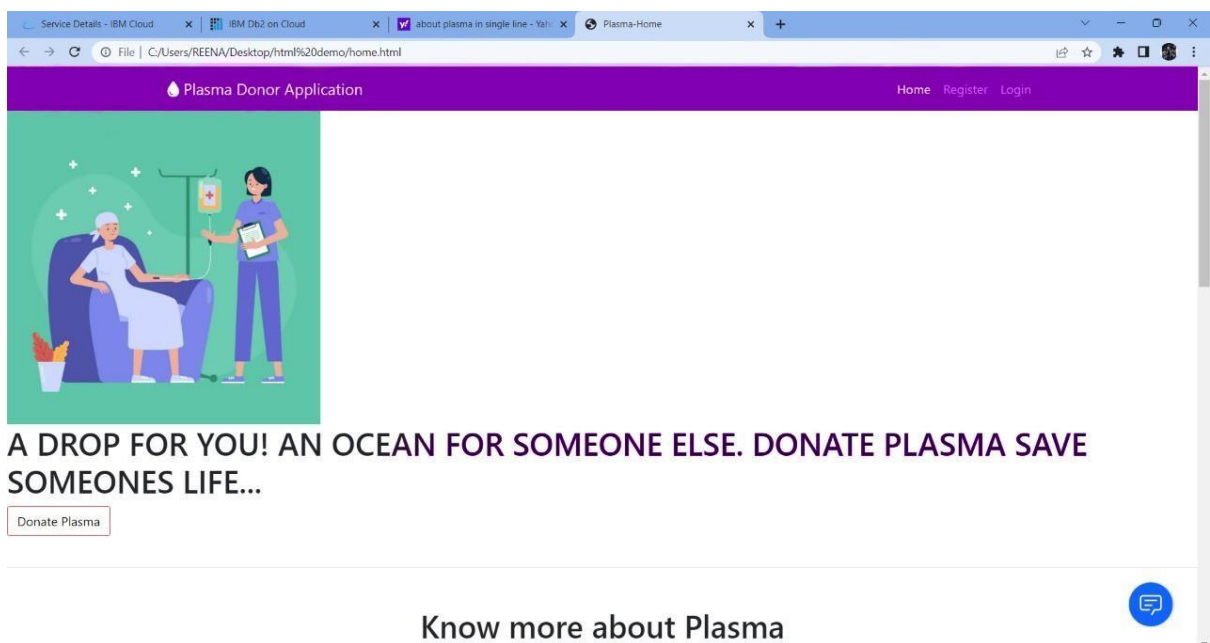 Service Details - IBM Cloud
IBM Db2 on Cloud
about plasma in single line - Yah
Plasma-Home
File | C:/Users/REENA/Desktop/html%20demo/home.html
Plasma Donor Application
Home Register Login
A DROP FOR YOU! AN OCEAN FOR SOMEONE ELSE. DONATE PLASMA SAVE
SOMEONES LIFE...
Donate Plasma
Know more about Plasma